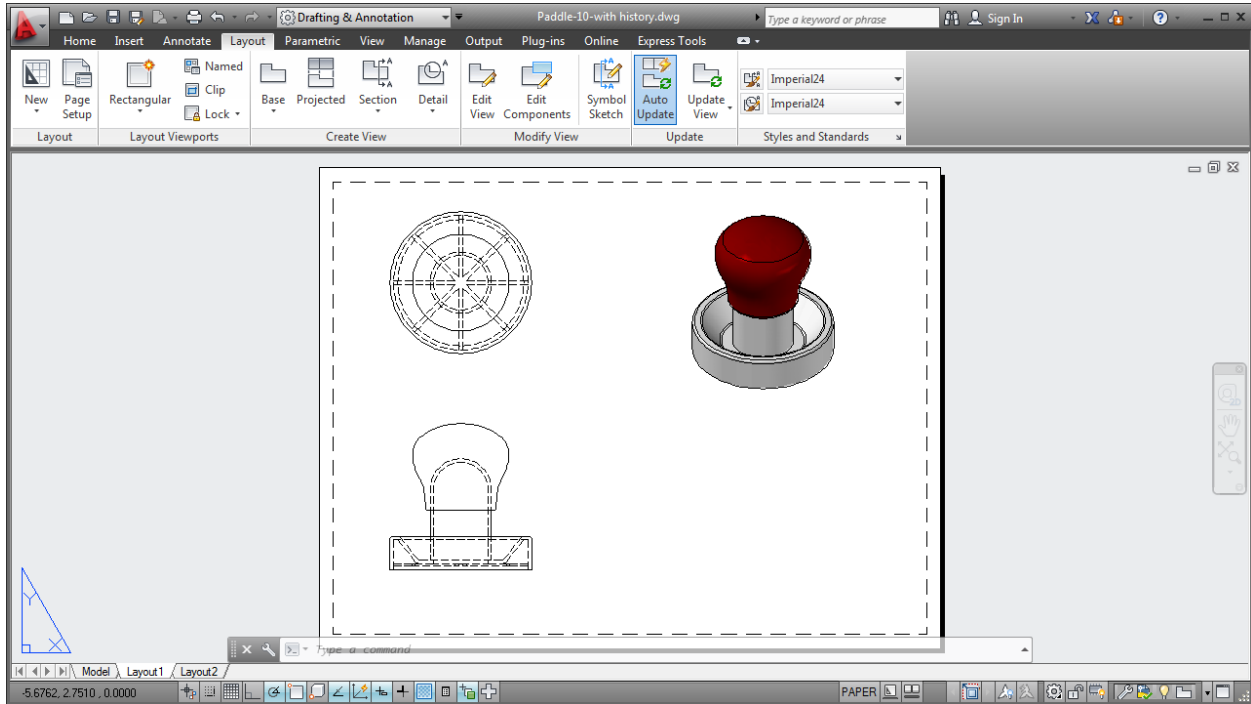 Drafting & Annotation
Paddle-10-with history.dwg
Type a keyword or phrase
Sign In
Home Insert Annotate Layout Parametric View Manage Output Plug-ins Online Express Tools
New
Page Setup
Rectangular
Named
Clip
Lock
Base Projected Section Detail
Edit View
Edit Components
Symbol Sketch
Auto Update
Update View
Imperial24
Imperial24
Layout Layout Viewports Create View Modify View Update Styles and Standards
2D
Y
X
Type a command
Model Layout1 Layout2
-5.6762, 2.7510 , 0.0000
PAPER